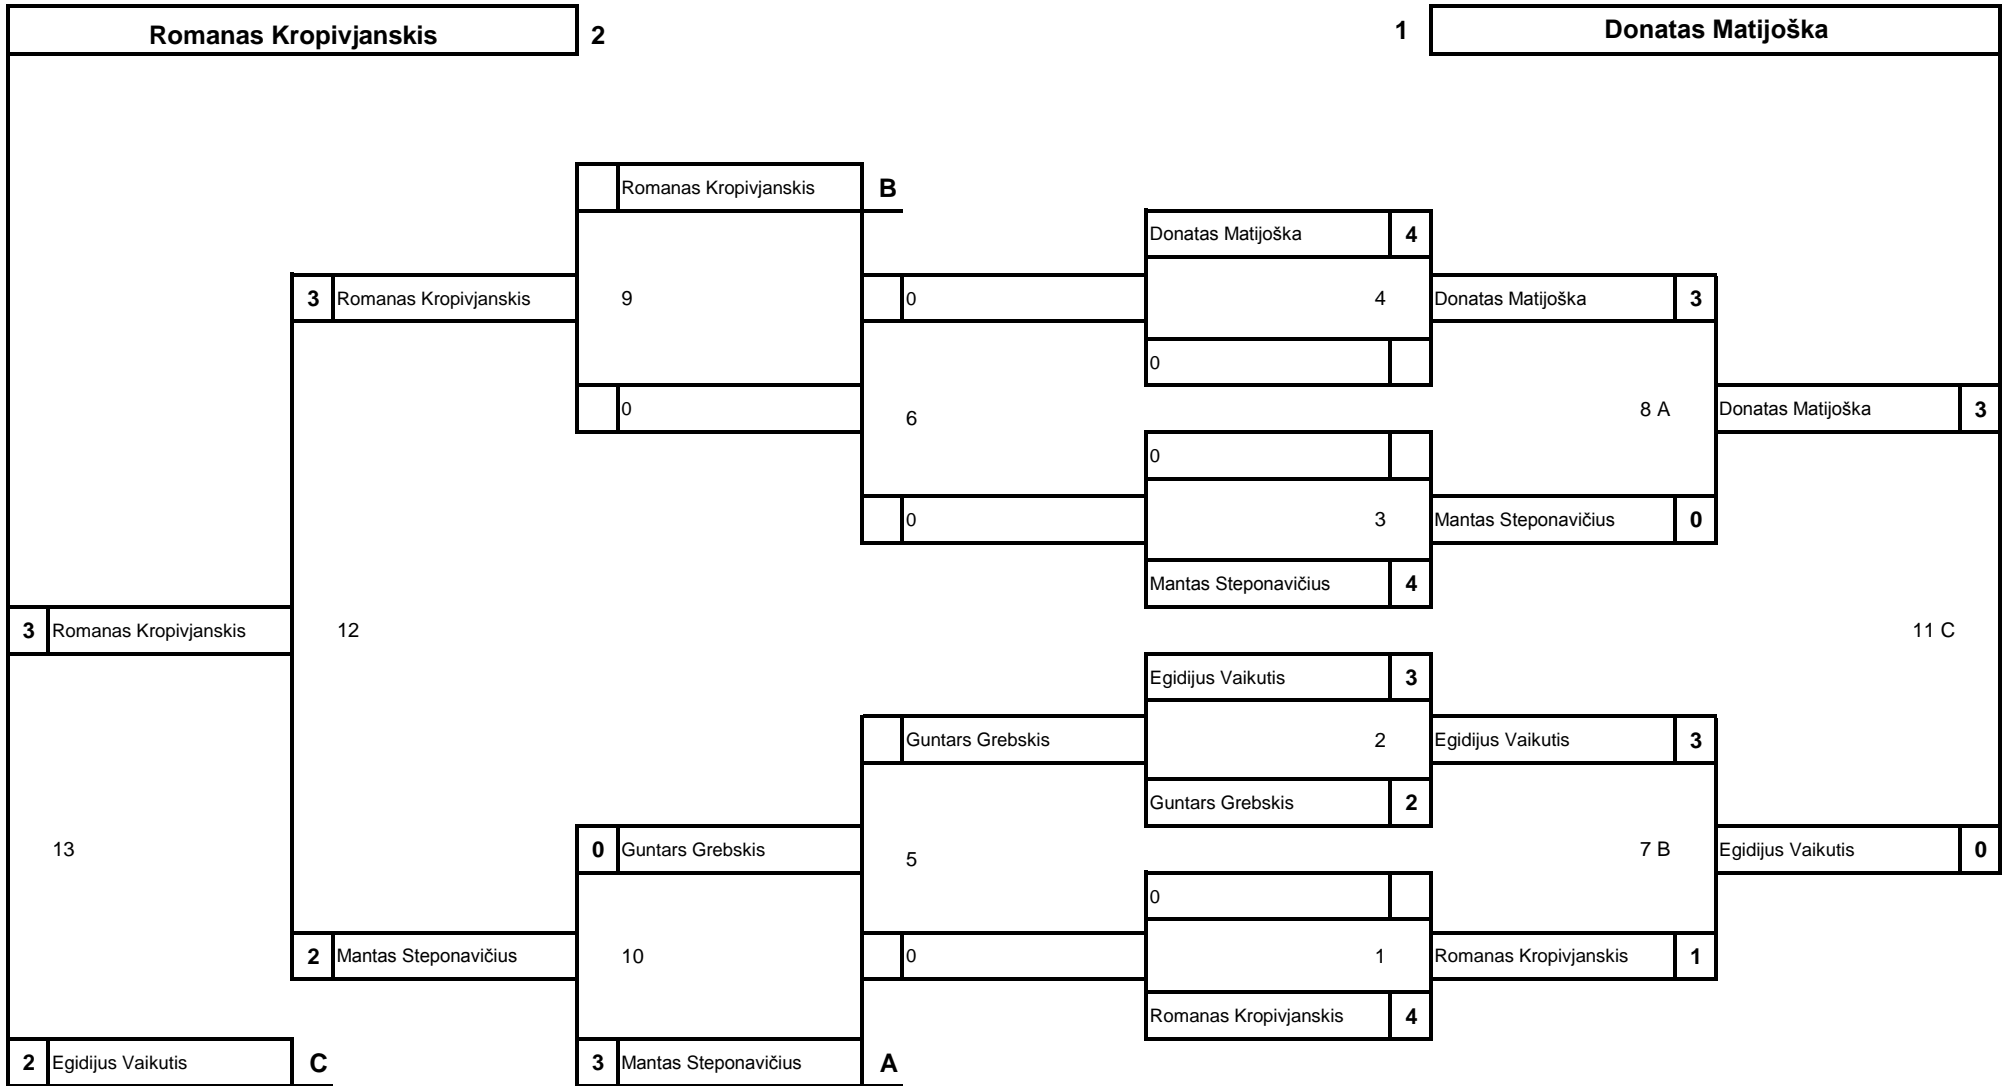 Romanas Kropivjanskis 2 1 Donatas Matijoška
Romanas Kropivjanskis B
Donatas Matijoška 4
3 Romanas Kropivjanskis 9 0 4 Donatas Matijoška 3
0
0 6 8 A Donatas Matijoška 3
0
0 3 Mantas Steponavičius 0
Mantas Steponavičius 4
3 Romanas Kropivjanskis 12 11 C
Egidijus Vaikutis 3
Guntars Grebskis 2 Egidijus Vaikutis 3
Guntars Grebskis 2
13 0 Guntars Grebskis 5 7 B Egidijus Vaikutis 0
0
2 Mantas Steponavičius 10 0 1 Romanas Kropivjanskis 1
Romanas Kropivjanskis 4
2 Egidijus Vaikutis C 3 Mantas Steponavičius A